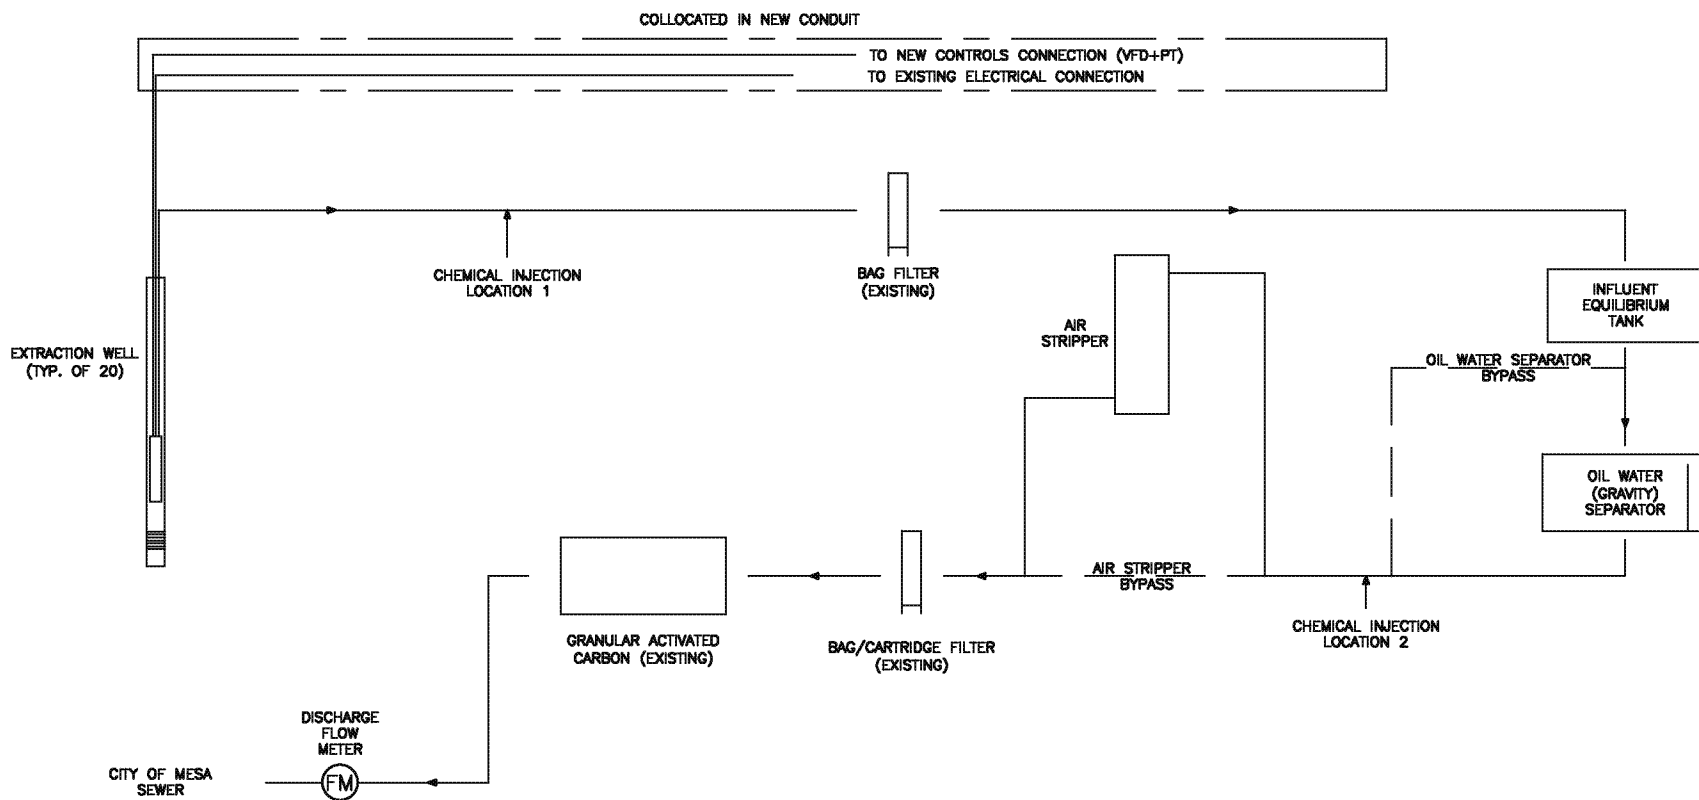 COLLOCATED IN NEW CONDUIT
TO NEW CONTROLS CONNECTION (VFD+PT)
TO EXISTING ELECTRICAL CONNECTION
CHEMICAL INJECTION
LOCATION 1
BAG FILTER
(EXISTING)
INFLUENT
EQUILIBRIUM
TANK
AIR
STRIPPER
EXTRACTION WELL
(TYP. OF 20)
OIL WATER SEPARATOR
BYPASS
OIL WATER
(GRAVITY)
SEPARATOR
AIR STRIPPER
BYPASS
CHEMICAL INJECTION
LOCATION 2
GRANULAR ACTIVATED
CARBON (EXISTING)
BAG/CARTRIDGE FILTER
(EXISTING)
DISCHARGE
FLOW
METER
FM
CITY OF MESA
SEWER